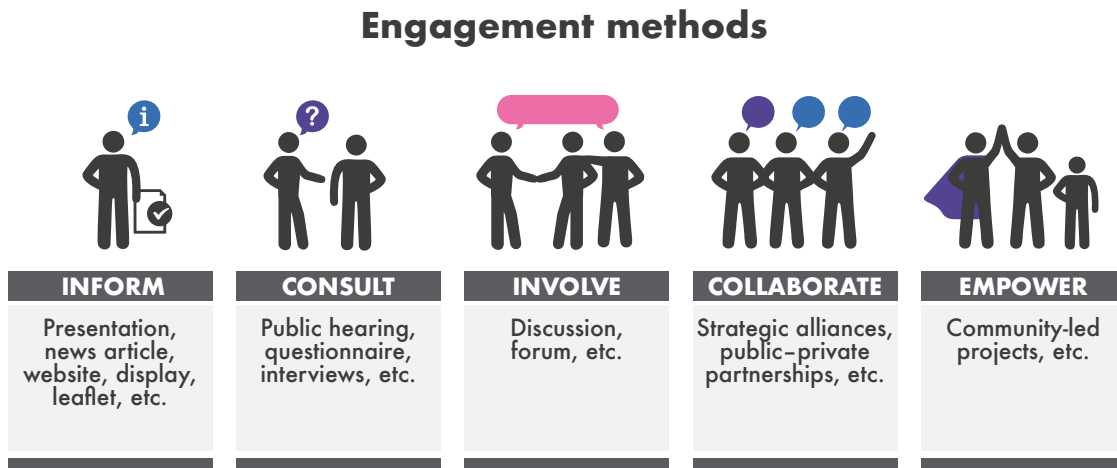 Engagement methods
i
?
INFORM
Presentation,
news article,
website, display,
leaflet, etc.
CONSULT
Public hearing,
questionnaire,
interviews, etc.
INVOLVE
Discussion,
forum, etc.
COLLABORATE
Strategic alliances,
public–private
partnerships, etc.
EMPOWER
Community-led
projects, etc.